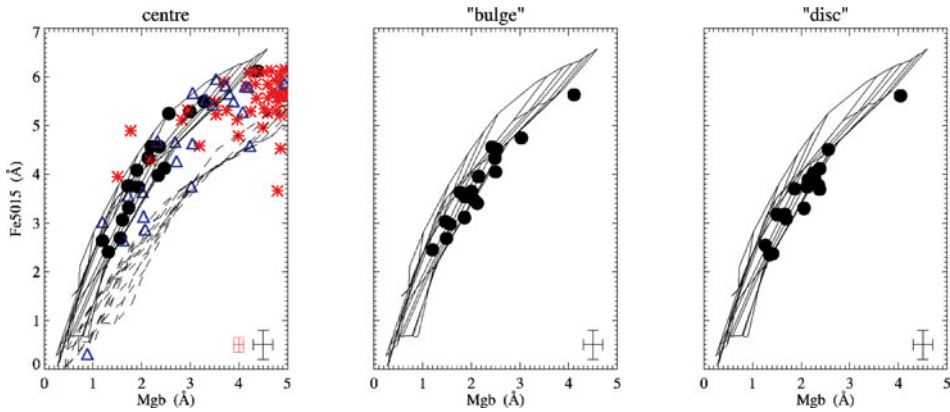 centre
"bulge"
"disc"
Fe5015 (Å)
7
6
5
4
3
2
1
0
0 1 2 3 4 5
Mgb (Å)
0 1 2 3 4 5
Mgb (Å)
0 1 2 3 4 5
Mgb (Å)